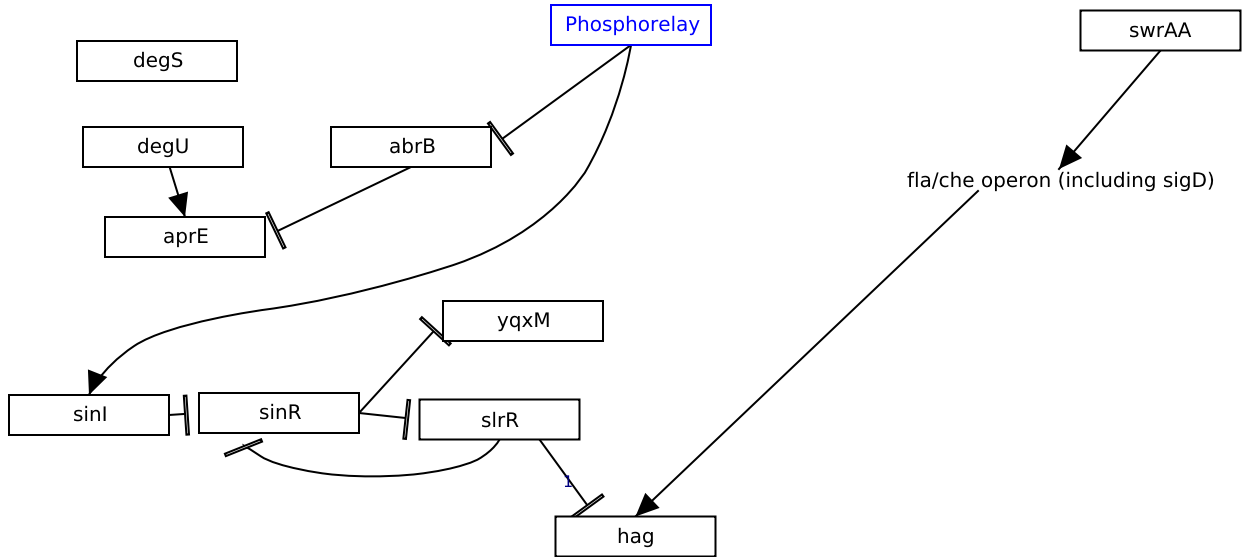 Phosphorelay
swrAA
degS
degU
abrB
fla/che operon (including sigD)
aprE
yqxM
sinI
sinR
slrR
1
hag